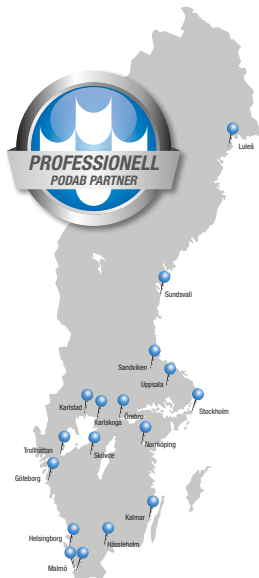 Luleå
PROFESSIONELL
PODAB PARTNER
Sundsvall
Sandviken
Uppsala
Stockholm
Karlstad
Karlskoga
Örebro
Norrköping
Trollhättan
Skövde
Göteborg
Kalmar
Helsingborg
Hässleholm
Malmö